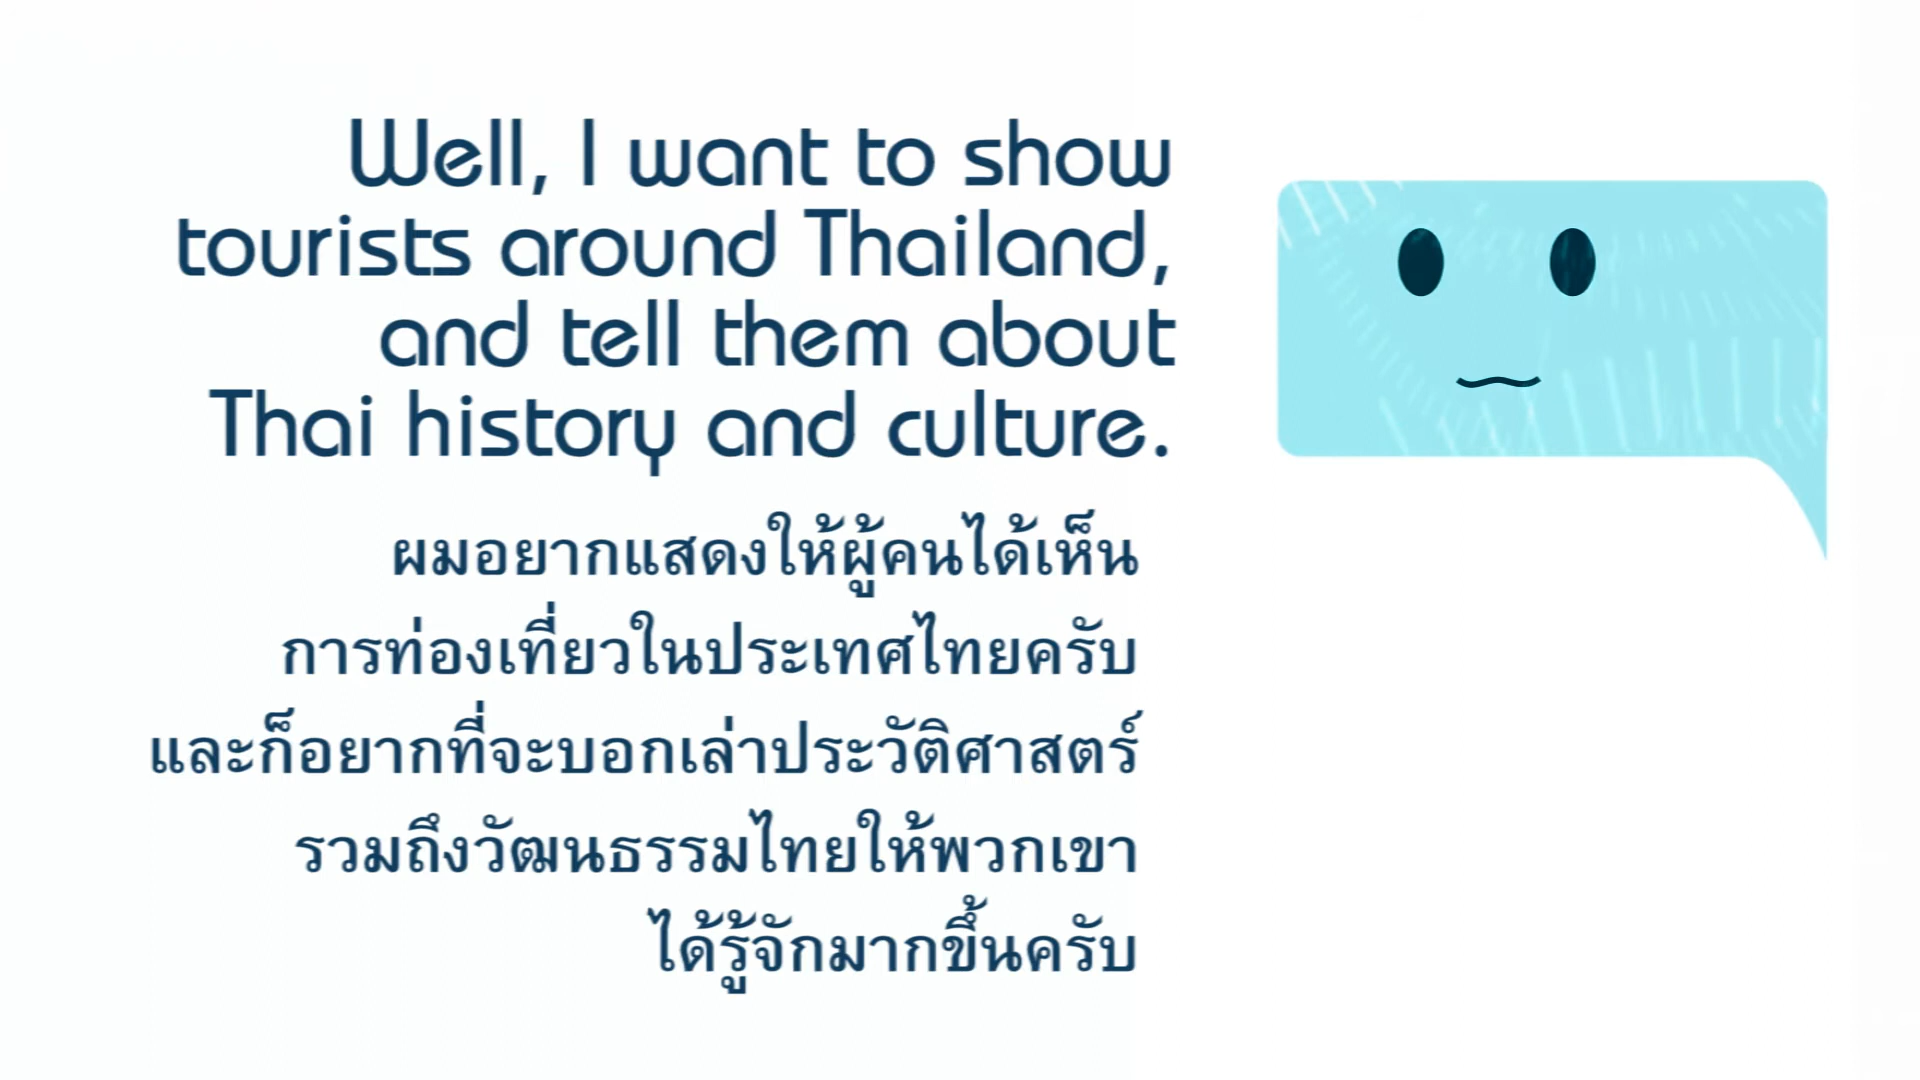 Well, I want to show
tourists around Thailand,
and tell them about
Thai history and culture.
ผมอยากแสดงให้ผู้คนได้เห็น
การท่องเที่ยวในประเทศไทยครับ
และก็อยากที่จะบอกเล่าประวัติศาสตร์
รวมถึงวัฒนธรรมไทยให้พวกเขา
ได้รู้จักมากขึ้นครับ